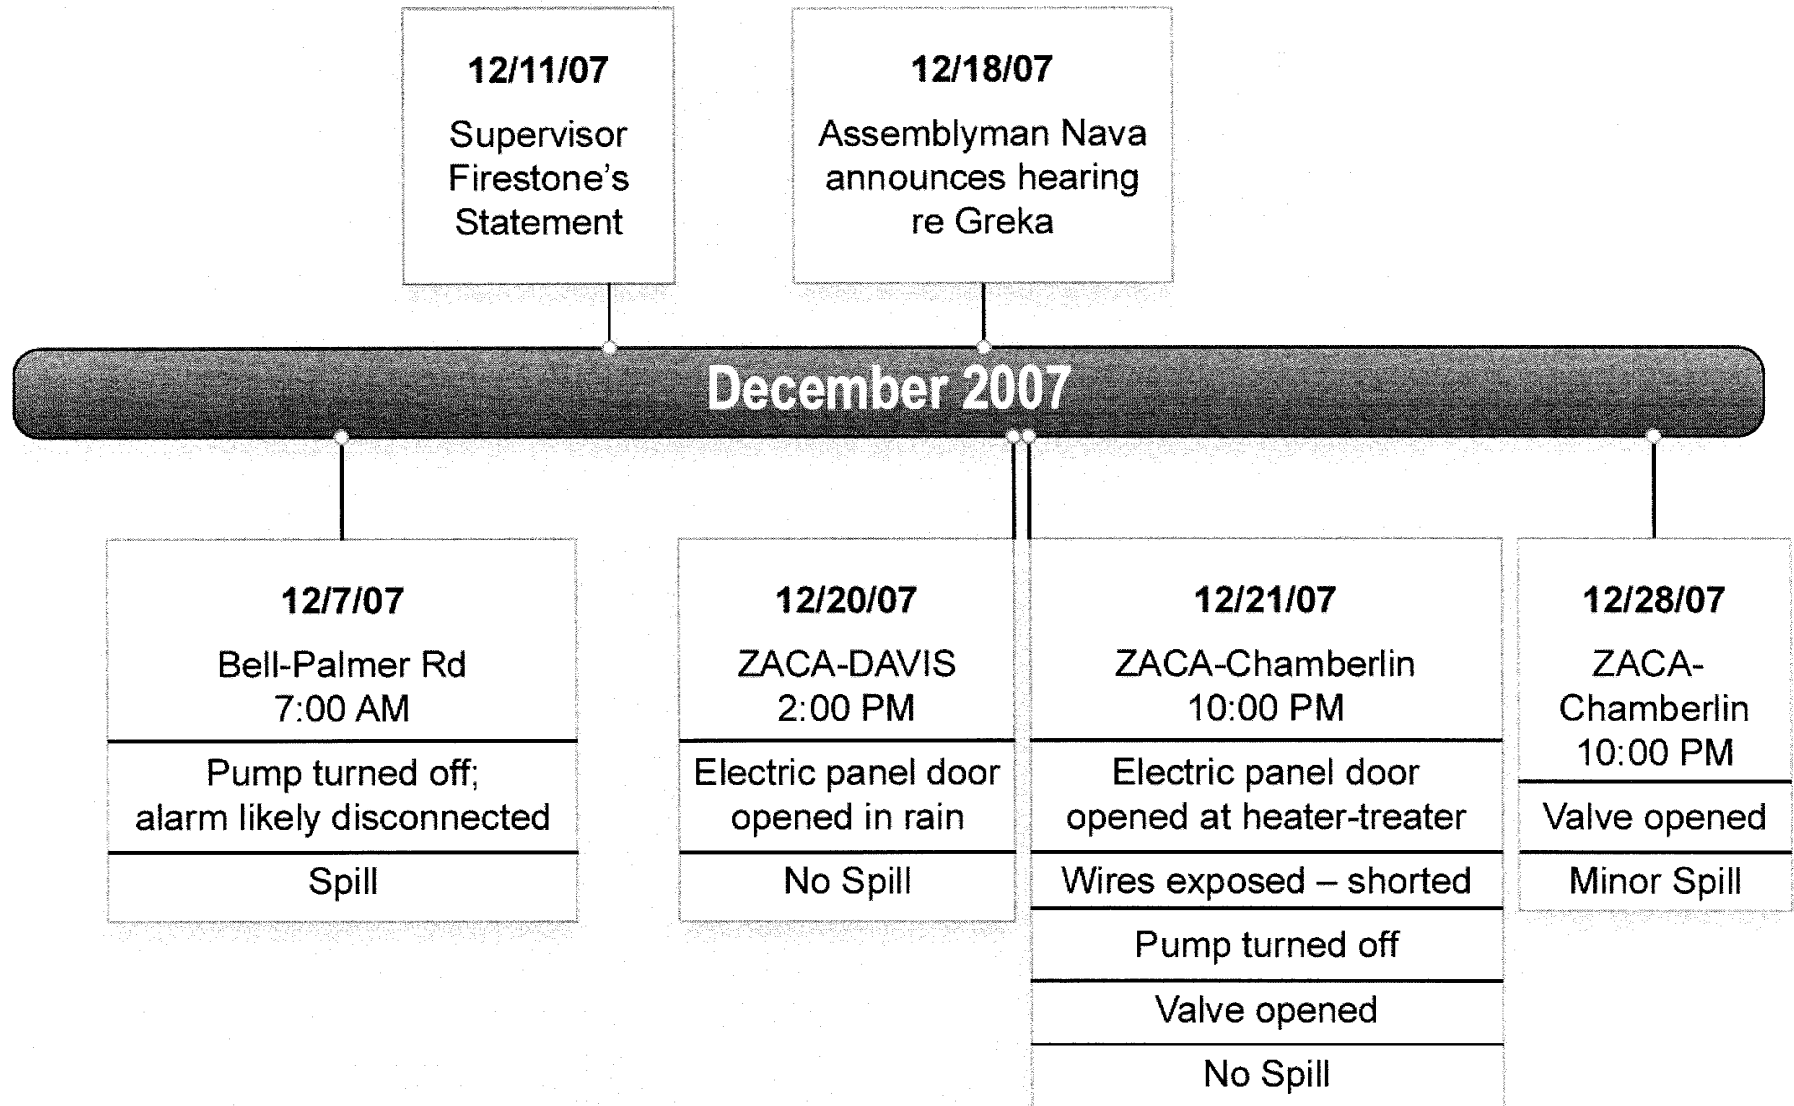 12/11/07
Supervisor
Firestone's
Statement
12/18/07
Assemblyman Nava
announces hearing
re Greka
December 2007
12/7/07
Bell-Palmer Rd
7:00 AM
Pump turned off;
alarm likely disconnected
Spill
12/20/07
ZACA-DAVIS
2:00 PM
Electric panel door
opened in rain
No Spill
12/21/07
ZACA-Chamberlin
10:00 PM
Electric panel door
opened at heater-treater
Wires exposed – shorted
Pump turned off
Valve opened
No Spill
12/28/07
ZACA-
Chamberlin
10:00 PM
Valve opened
Minor Spill